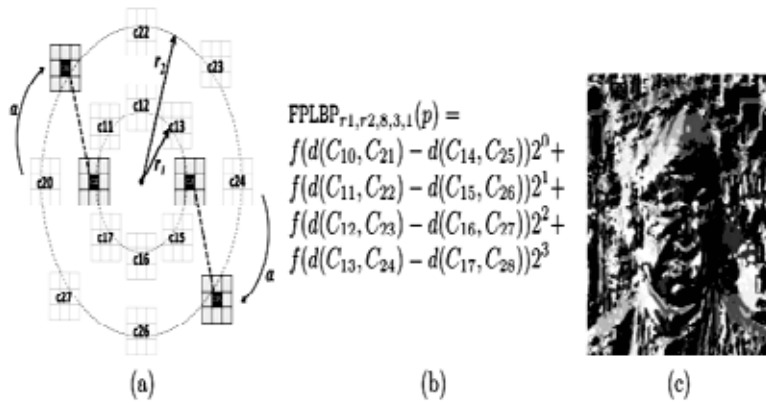 c22
c23
c12
c11
c13
r2
r1
α
c20
c24
c17
c15
c16
c27
c26
α
(a)
FPLBP_{r1,r2,8,3,1}(p) =
f(d(C_{10}, C_{21}) − d(C_{14}, C_{25}))2^0+
f(d(C_{11}, C_{22}) − d(C_{15}, C_{26}))2^1+
f(d(C_{12}, C_{23}) − d(C_{16}, C_{27}))2^2+
f(d(C_{13}, C_{24}) − d(C_{17}, C_{28}))2^3
(b)
(c)